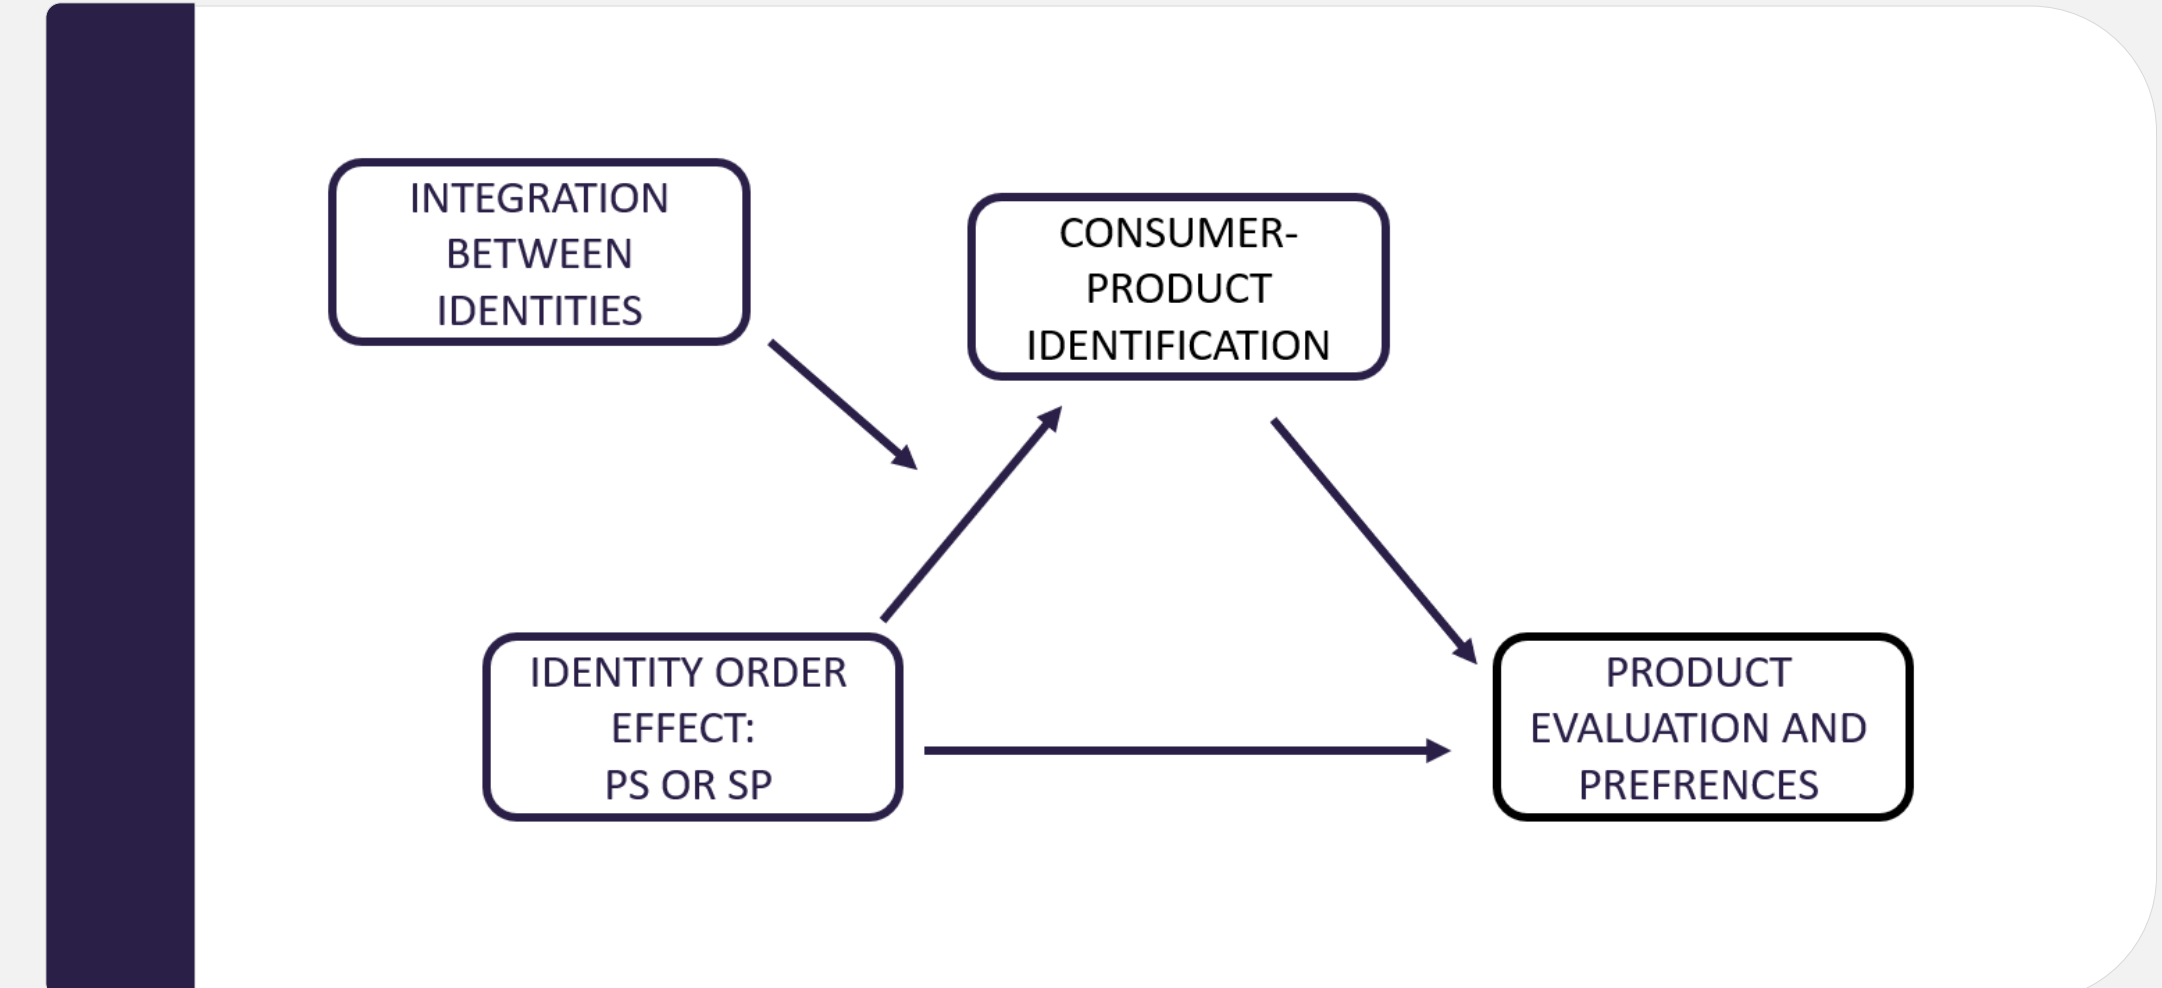 INTEGRATION
BETWEEN
IDENTITIES
CONSUMER-
PRODUCT
IDENTIFICATION
IDENTITY ORDER
EFFECT:
PS OR SP
PRODUCT
EVALUATION AND
PREFRENCES